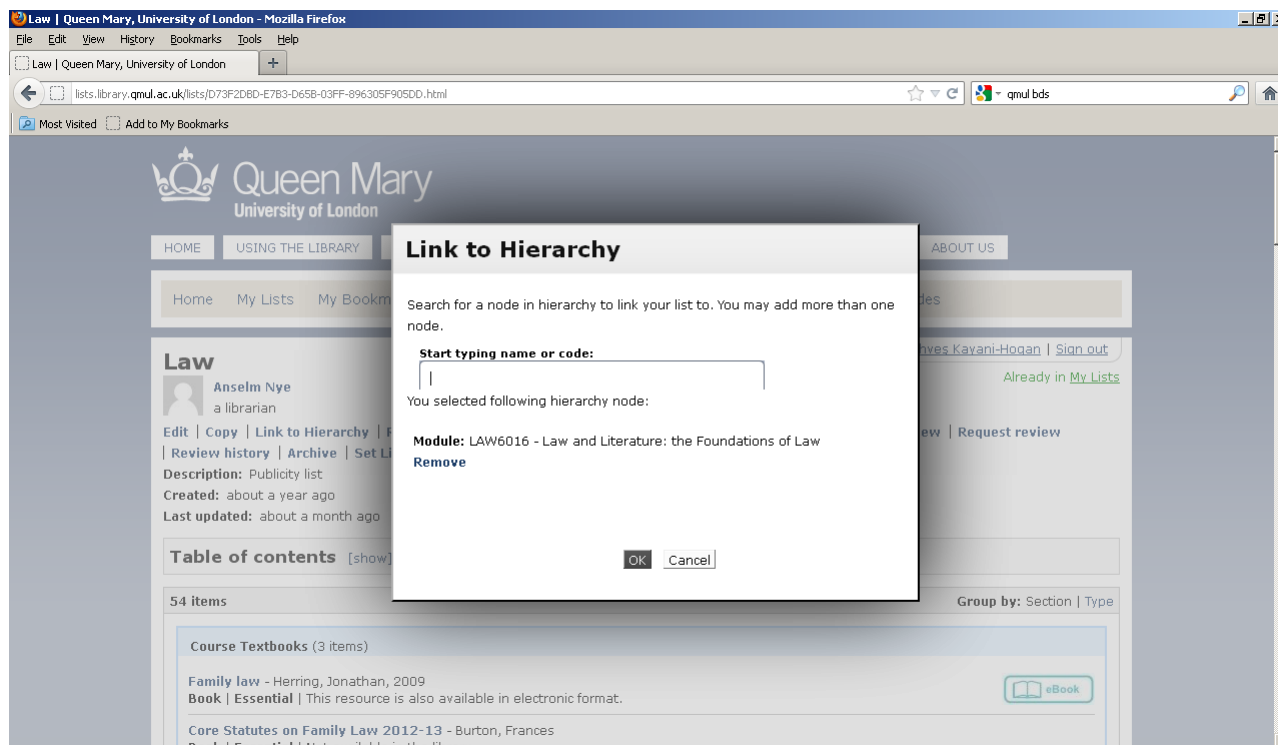 Law | Queen Mary, University of London - Mozilla Firefox
File Edit View History Bookmarks Tools Help
Law | Queen Mary, University of London +
lists.library.qmul.ac.uk/lists/D73F2DBD-E7B3-D65B-03FF-896305F905DD.html qmul bds
Most Visited Add to My Bookmarks
Queen Mary
University of London
HOME USING THE LIBRARY ABOUT US
Home My Lists My Bookm
Link to Hierarchy
Search for a node in hierarchy to link your list to. You may add more than one
node.
Start typing name or code:
You selected following hierarchy node:
Module: LAW6016 - Law and Literature: the Foundations of Law
Remove
OK Cancel
hves Kayani-Hogan | Sign out
Already in My Lists
Law
Anselm Nye
a librarian
Edit | Copy | Link to Hierarchy | ew | Request review
| Review history | Archive | Set Li
Description: Publicity list
Created: about a year ago
Last updated: about a month ago
Table of contents [show]
54 items Group by: Section | Type
Course Textbooks (3 items)
Family law - Herring, Jonathan, 2009
Book | Essential | This resource is also available in electronic format.
eBook
Core Statutes on Family Law 2012-13 - Burton, Frances